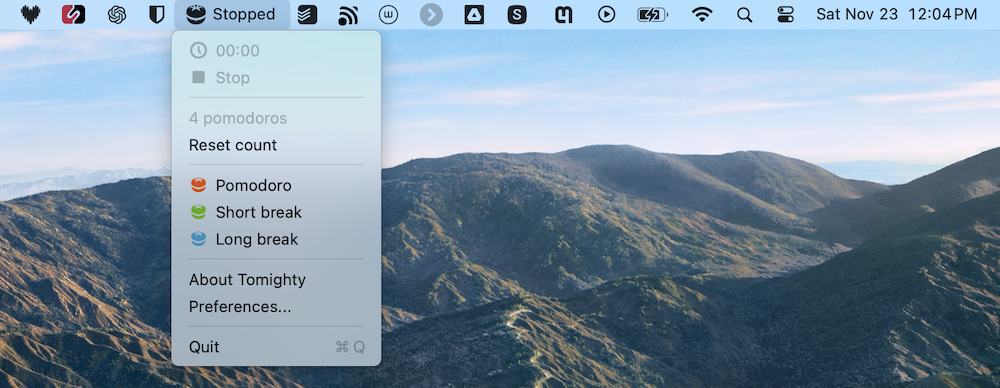 Stopped
Sat Nov 23 12:04 PM
00:00
Stop
4 pomodoros
Reset count
Pomodoro
Short break
Long break
About Tomighty
Preferences...
Quit ⌘ Q